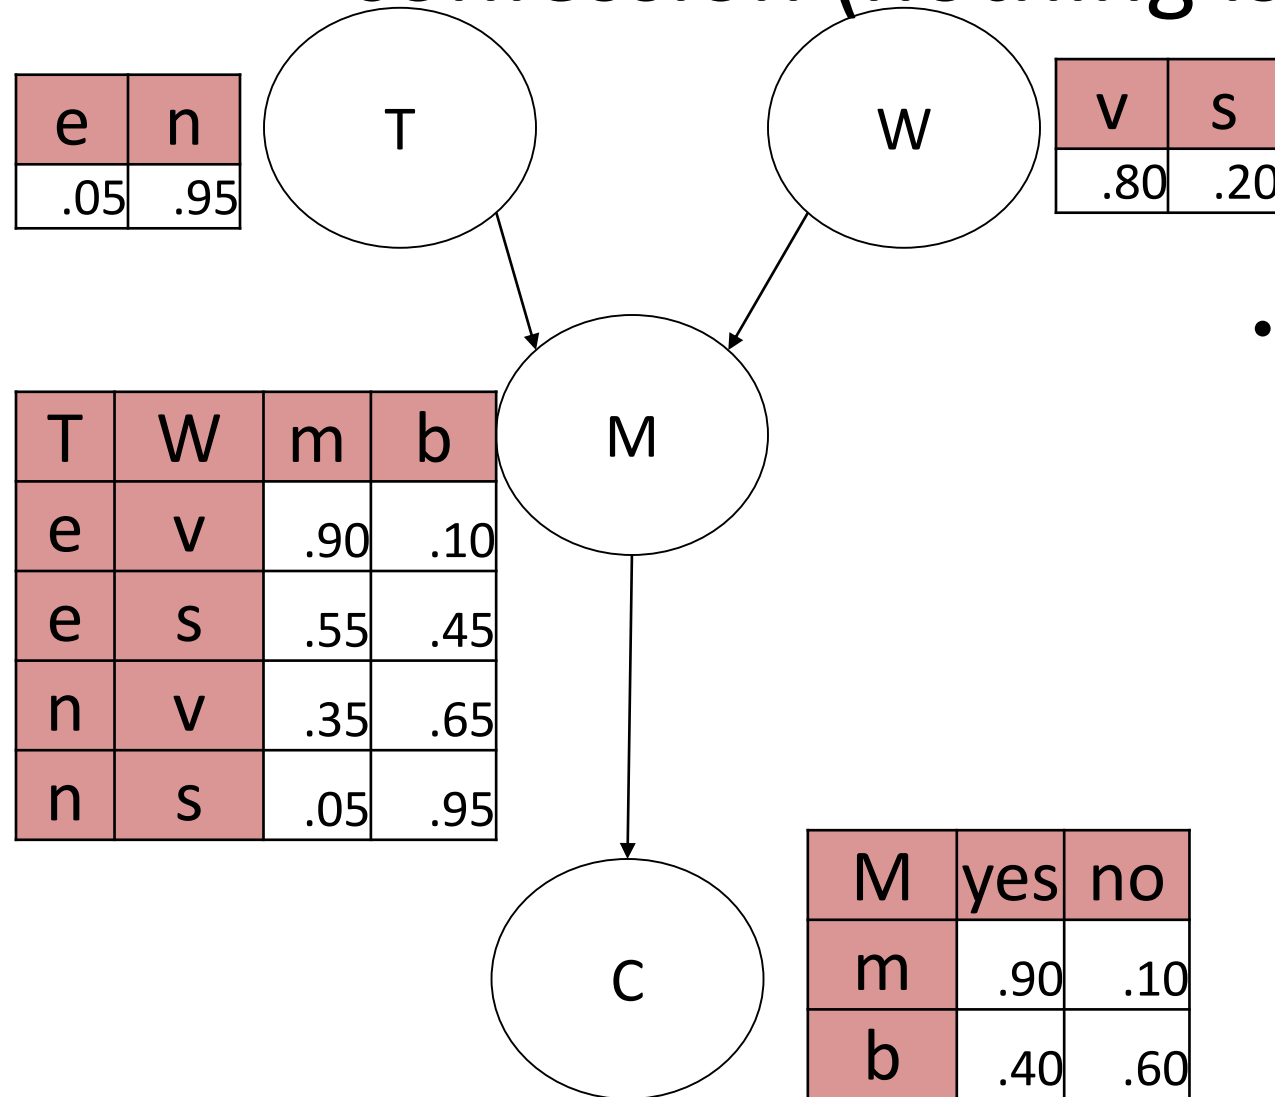 e n
.05 .95
T
W
v s
.80 .20
•
T W m b
e v .90 .10
e s .55 .45
n v .35 .65
n s .05 .95
M
M yes no
m .90 .10
b .40 .60
C